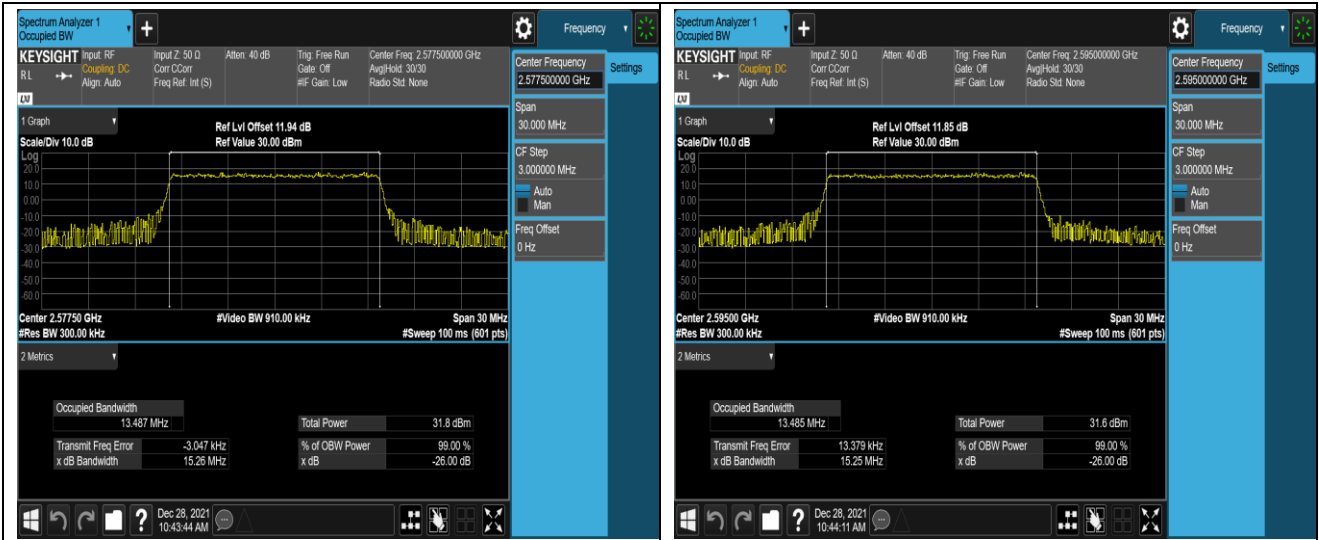 Spectrum Analyzer 1
Occupied BW
Frequency
KEYSIGHT Input: RF Input Z: 50 Ω Atten: 40 dB Trig: Free Run Center Freq: 2.577500000 GHz
Coupling: DC Corr CCorr Gate: Off Avg|Hold: 30/30
RL Align: Auto Freq Ref: Int (S) #IF Gain: Low Radio Std: None
LXI
Center Frequency
2.577500000 GHz
Settings
Span
30.000 MHz
CF Step
3.000000 MHz
Auto
Man
Freq Offset
0 Hz
1 Graph
Ref Lvl Offset 11.94 dB
Scale/Div 10.0 dB Ref Value 30.00 dBm
Log
20.0
10.0
0.00
-10.0
-20.0
-30.0
-40.0
-50.0
-60.0
Center 2.57750 GHz #Video BW 910.00 kHz Span 30 MHz
#Res BW 300.00 kHz #Sweep 100 ms (601 pts)
2 Metrics
Occupied Bandwidth
13.487 MHz Total Power 31.8 dBm
Transmit Freq Error -3.047 kHz % of OBW Power 99.00 %
x dB Bandwidth 15.26 MHz x dB -26.00 dB
Dec 28, 2021
10:43:44 AM
Spectrum Analyzer 1
Occupied BW
Frequency
KEYSIGHT Input: RF Input Z: 50 Ω Atten: 40 dB Trig: Free Run Center Freq: 2.595000000 GHz
Coupling: DC Corr CCorr Gate: Off Avg|Hold: 30/30
RL Align: Auto Freq Ref: Int (S) #IF Gain: Low Radio Std: None
LXI
Center Frequency
2.595000000 GHz
Settings
Span
30.000 MHz
CF Step
3.000000 MHz
Auto
Man
Freq Offset
0 Hz
1 Graph
Ref Lvl Offset 11.85 dB
Scale/Div 10.0 dB Ref Value 30.00 dBm
Log
20.0
10.0
0.00
-10.0
-20.0
-30.0
-40.0
-50.0
-60.0
Center 2.59500 GHz #Video BW 910.00 kHz Span 30 MHz
#Res BW 300.00 kHz #Sweep 100 ms (601 pts)
2 Metrics
Occupied Bandwidth
13.485 MHz Total Power 31.6 dBm
Transmit Freq Error 13.379 kHz % of OBW Power 99.00 %
x dB Bandwidth 15.25 MHz x dB -26.00 dB
Dec 28, 2021
10:44:11 AM